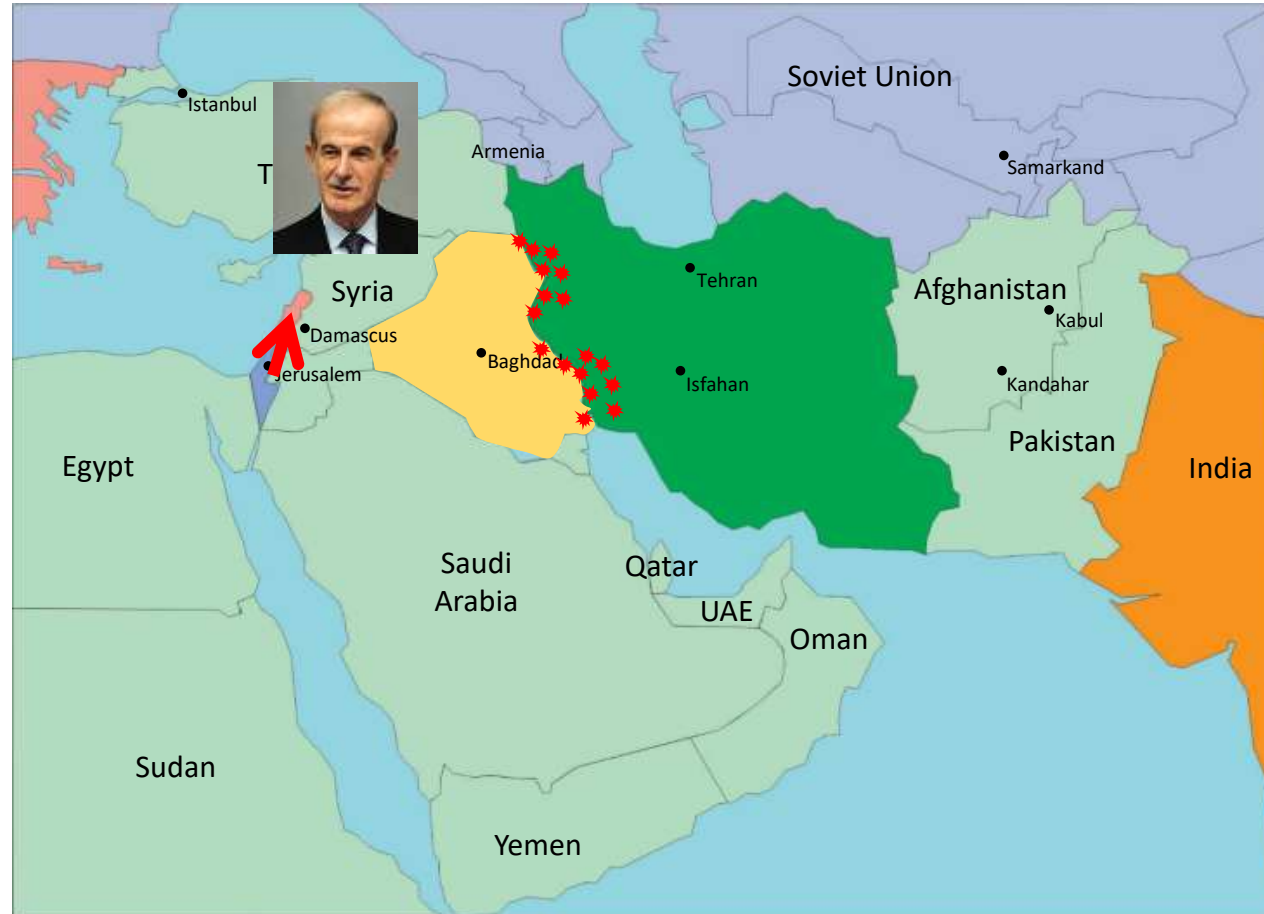 Soviet Union
Istanbul
Armenia
Samarkand
T
Tehran
Syria
Afghanistan
Kabul
Damascus
Baghdad
Jerusalem
Isfahan
Kandahar
Pakistan
Egypt
India
Saudi
Arabia
Qatar
UAE
Oman
Sudan
Yemen